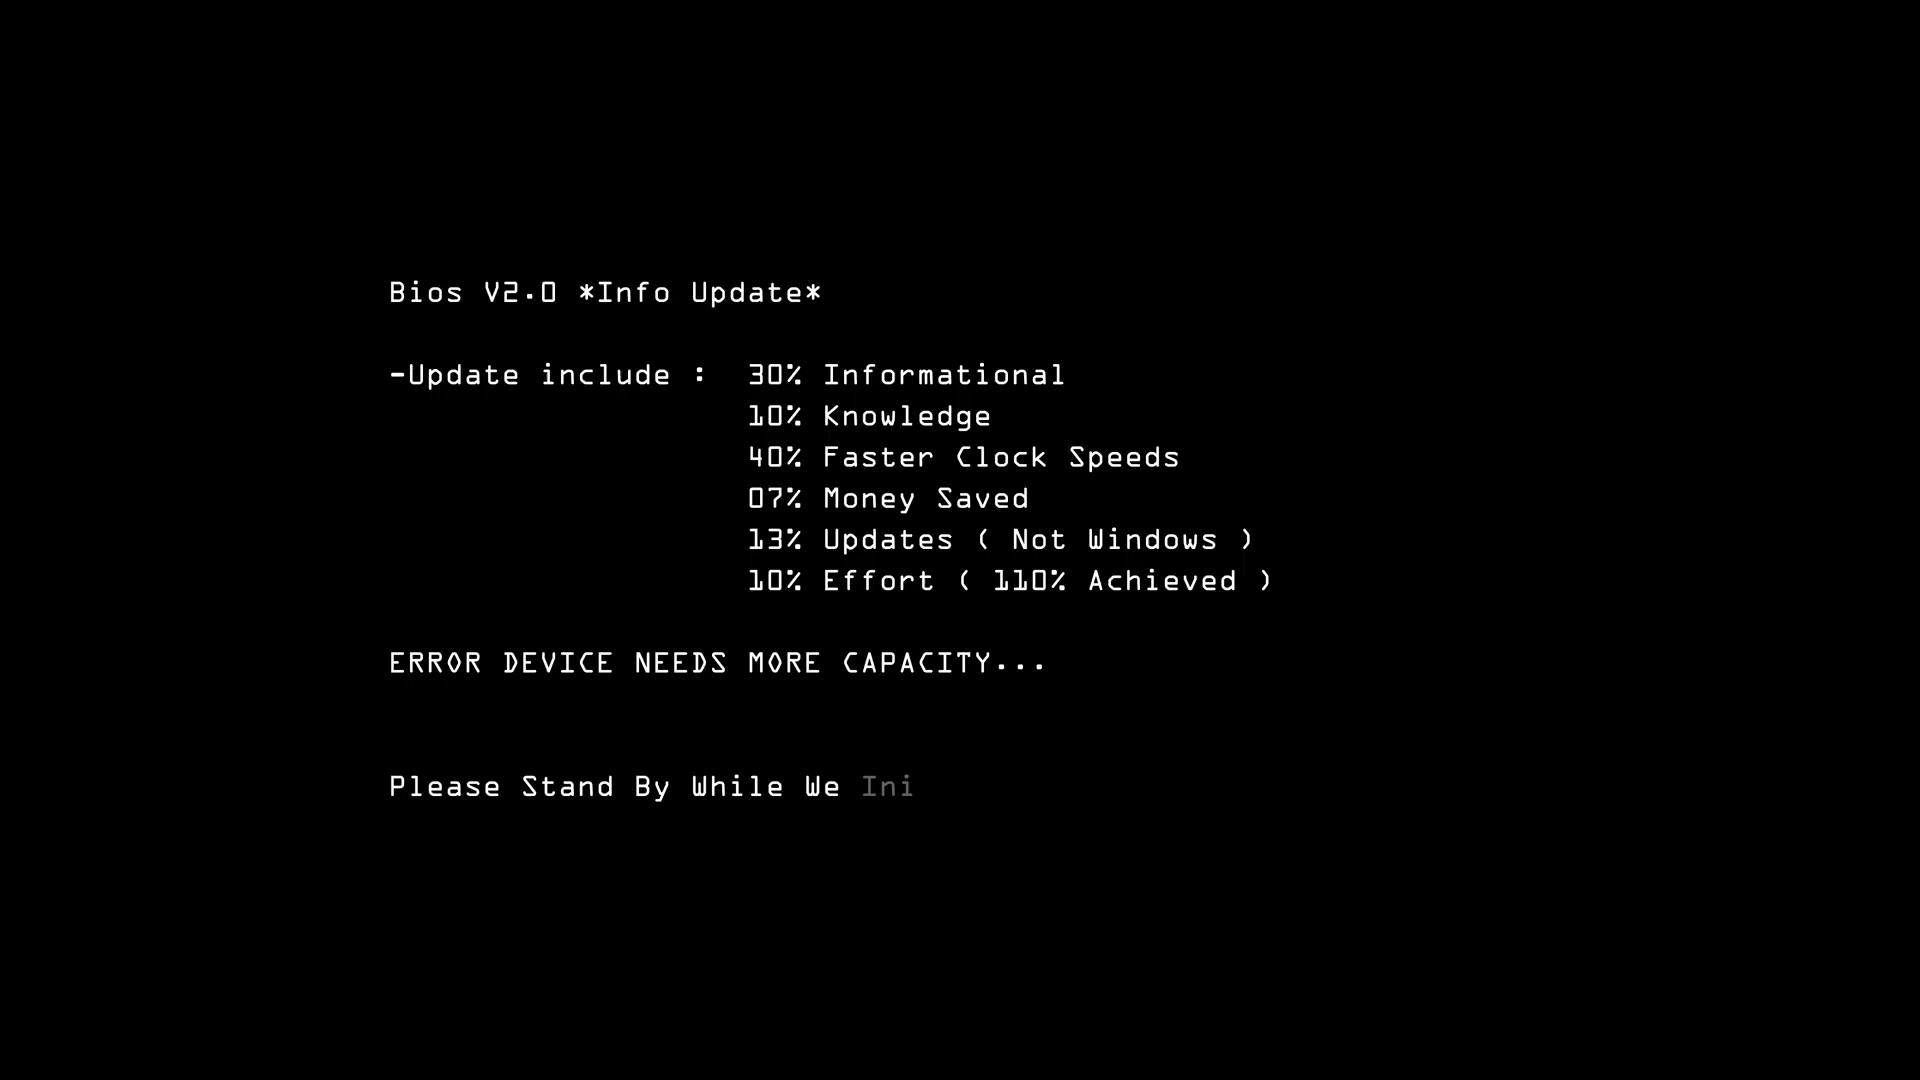 Bios V2.0 *Info Update*
-Update include : 30% Informational
10% Knowledge
40% Faster Clock Speeds
07% Money Saved
13% Updates ( Not Windows )
10% Effort ( 110% Achieved )
ERROR DEVICE NEEDS MORE CAPACITY...
Please Stand By While We Ini